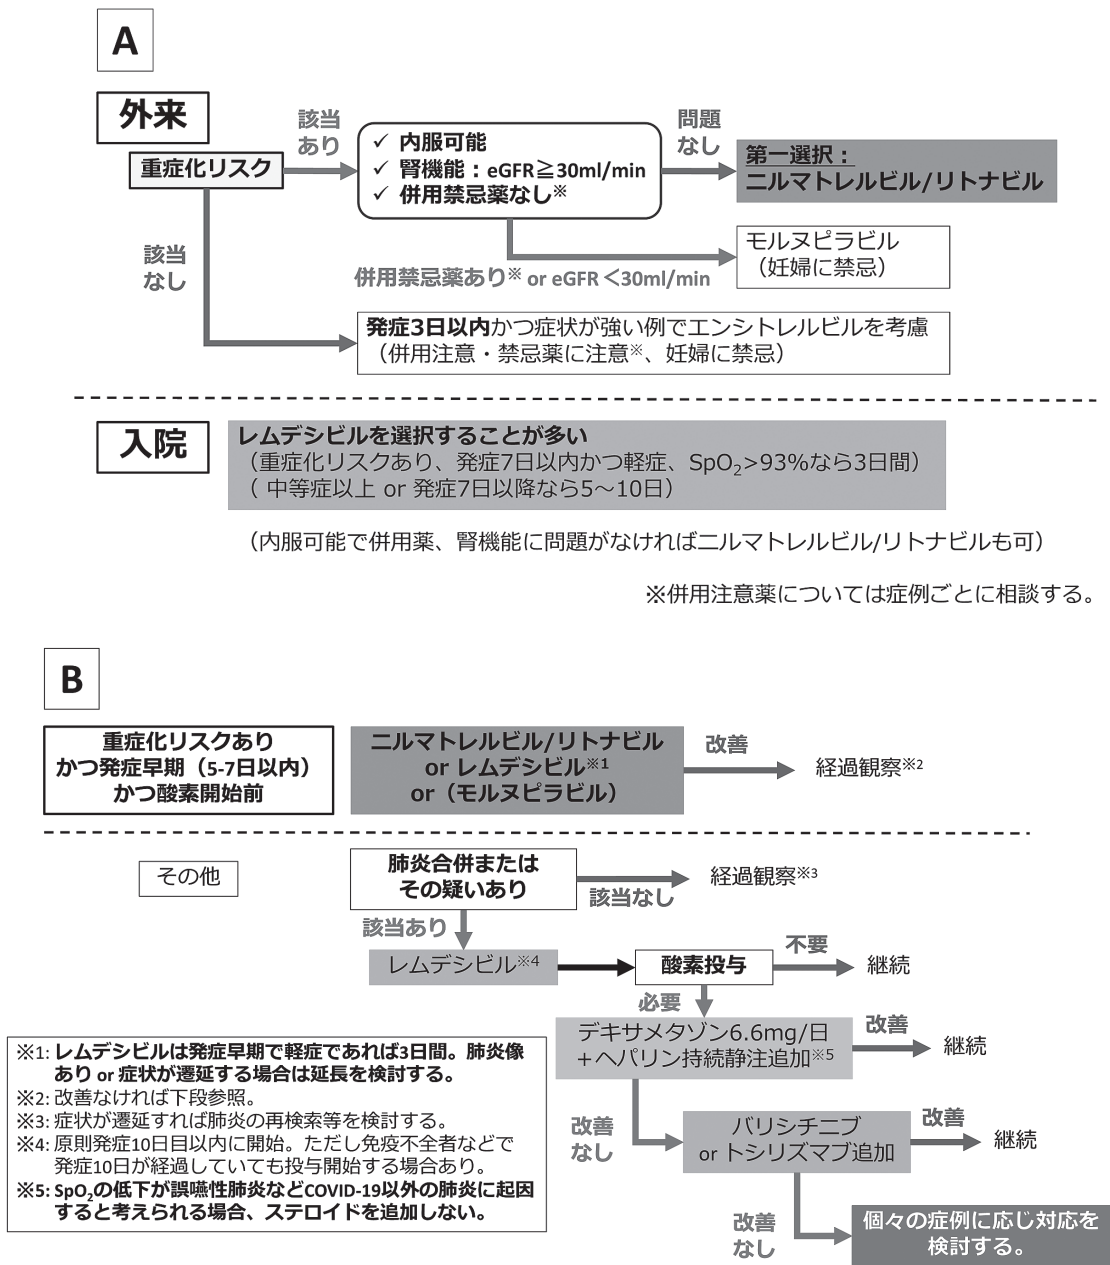 A
外来
重症化リスク
該当
あり
✓ 内服可能
✓ 腎機能：eGFR≧30ml/min
✓ 併用禁忌薬なし※
問題
なし
第一選択：
ニルマトレルビル/リトナビル
モルヌピラビル
（妊婦に禁忌）
併用禁忌薬あり※ or eGFR＜30ml/min
該当
なし
発症3日以内かつ症状が強い例でエンシトレルビルを考慮
（併用注意・禁忌薬に注意※、妊婦に禁忌）
入院
レムデシビルを選択することが多い
（重症化リスクあり、発症7日以内かつ軽症、SpO₂>93%なら3日間）
（ 中等症以上 or 発症7日以降なら5〜10日）
（内服可能で併用薬、腎機能に問題がなければニルマトレルビル/リトナビルも可）
※併用注意薬については症例ごとに相談する。
B
重症化リスクあり
かつ発症早期（5-7日以内）
かつ酸素開始前
ニルマトレルビル/リトナビル
or レムデシビル※1
or（モルヌピラビル）
改善
経過観察※2
その他
肺炎合併または
その疑いあり
該当なし
経過観察※3
該当あり
レムデシビル※4
酸素投与
不要
継続
必要
デキサメタゾン6.6mg/日
＋ヘパリン持続静注追加※5
改善
継続
改善
なし
バリシチニブ
or トシリズマブ追加
改善
継続
改善
なし
個々の症例に応じ対応を
検討する。
※1: レムデシビルは発症早期で軽症であれば3日間。肺炎像
あり or 症状が遷延する場合は延長を検討する。
※2: 改善なければ下段参照。
※3: 症状が遷延すれば肺炎の再検索等を検討する。
※4: 原則発症10日目以内に開始。ただし免疫不全者などで
発症10日が経過していても投与開始する場合あり。
※5: SpO₂の低下が誤嚥性肺炎などCOVID-19以外の肺炎に起因
すると考えられる場合、ステロイドを追加しない。